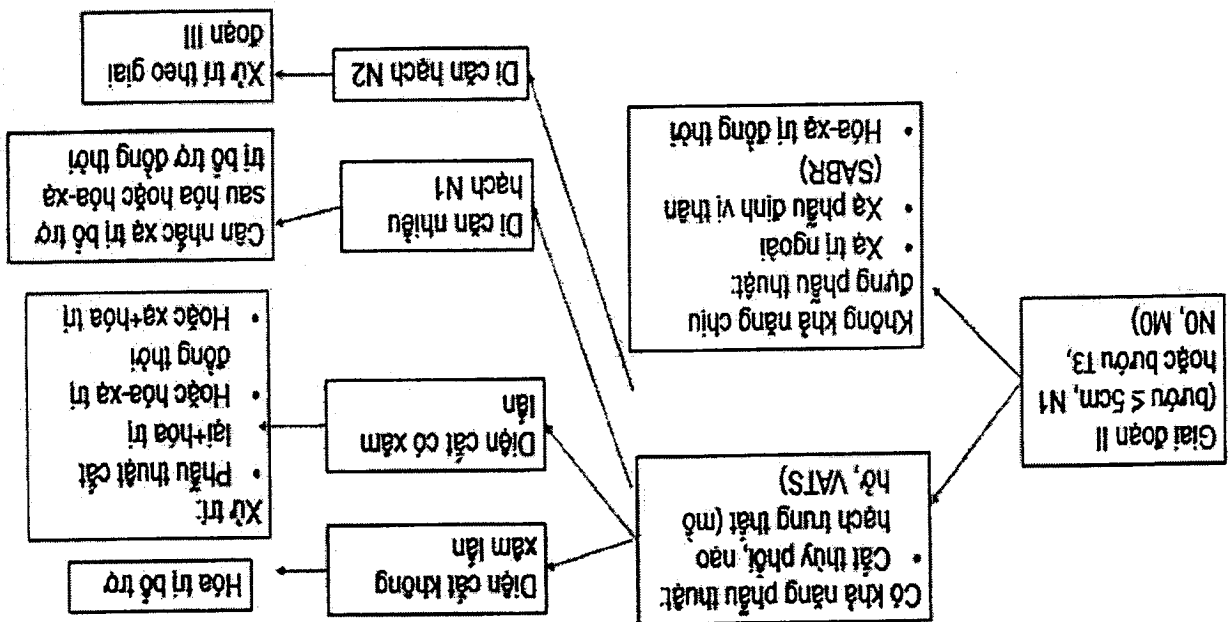 Giai đoạn II
(bướu ≤ 5cm, N1
hoặc bướu T3,
N0, M0)
Có khả năng phẫu thuật:
• Cắt thùy phổi, nạo
hạch trung thất (mổ
hở, VATS)
Không khả năng chịu
đựng phẫu thuật:
• Xạ trị ngoài
• Xạ phẫu định vị thân
(SABR)
• Hóa-xạ trị đồng thời
Diện cắt không
xâm lấn
Hóa trị bổ trợ
Diện cắt có xâm
lấn
Xử trí:
• Phẫu thuật cắt
lại+hóa trị
• Hoặc hóa-xạ trị
đồng thời
• Hoặc xạ+hóa trị
Di căn nhiều
hạch N1
Cân nhắc xạ trị bổ trợ
sau hóa hoặc hóa-xạ
trị bổ trợ đồng thời
Di căn hạch N2
Xử trí theo giai
đoạn III